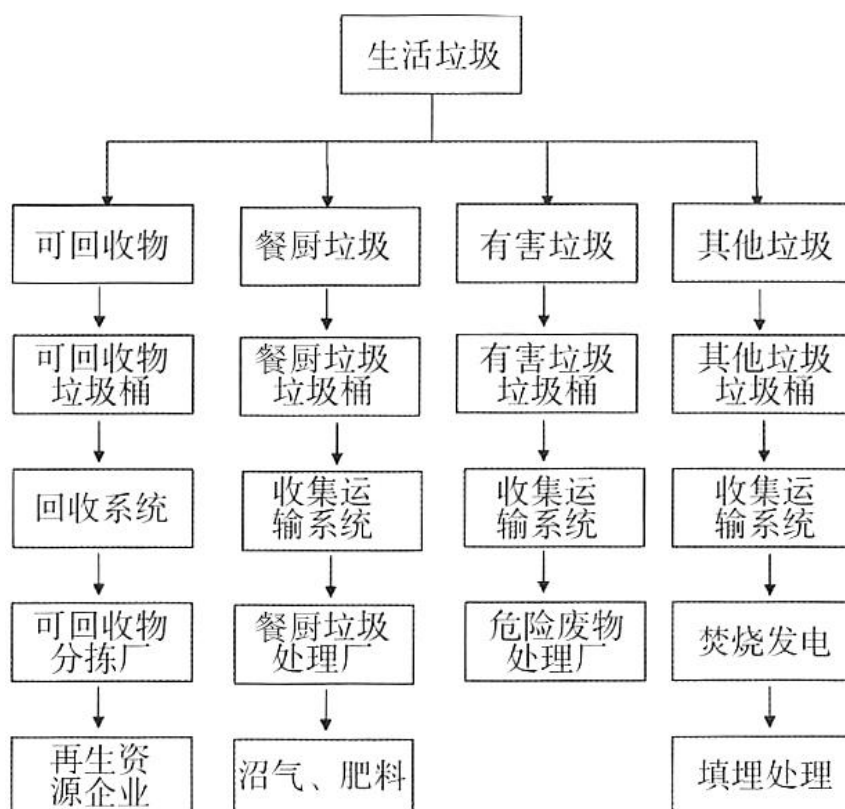 生活垃圾
可回收物
餐厨垃圾
有害垃圾
其他垃圾
可回收物
垃圾桶
餐厨垃圾
垃圾桶
有害垃圾
垃圾桶
其他垃圾
垃圾桶
回收系统
收集运
输系统
收集运
输系统
收集运
输系统
可回收物
分拣厂
餐厨垃圾
处理厂
危险废物
处理厂
焚烧发电
再生资
源企业
沼气、肥料
填埋处理